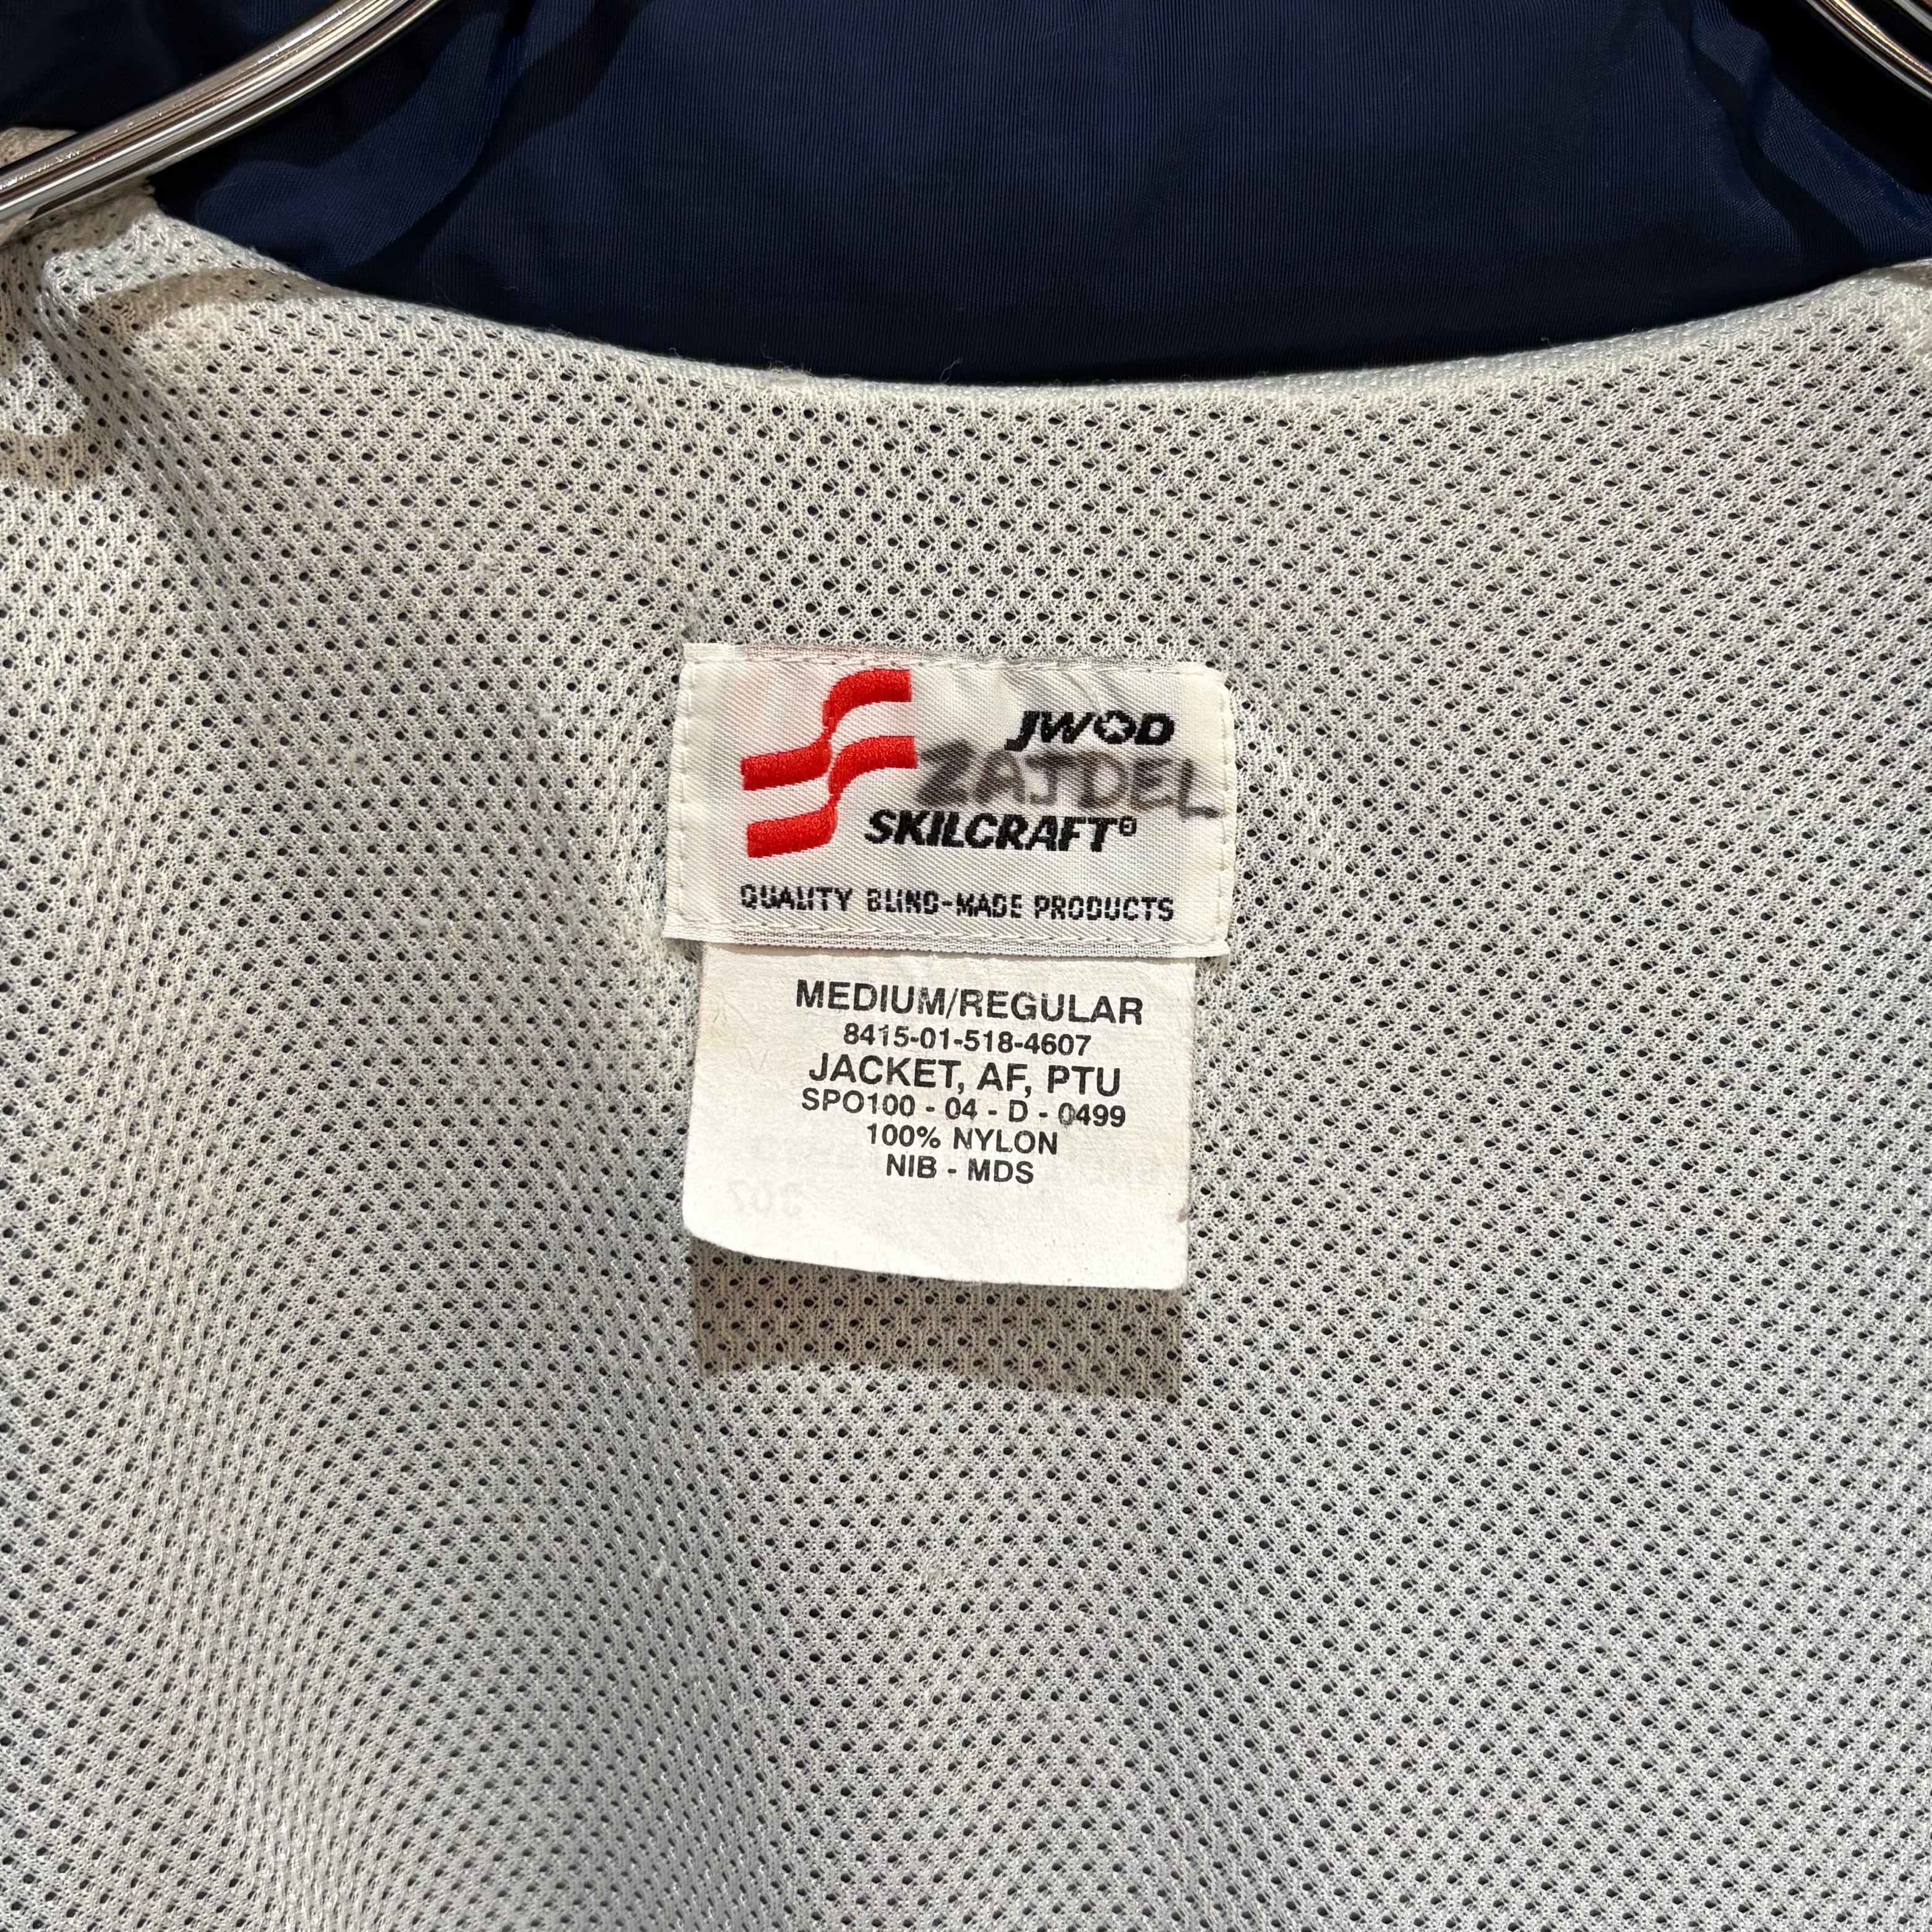 JWOD
ZAJDEL
SKILCRAFT®
QUALITY BLIND-MADE PRODUCTS
MEDIUM/REGULAR
8415-01-518-4607
JACKET, AF, PTU
SPO100 - 04 - D - 0499
100% NYLON
NIB - MDS